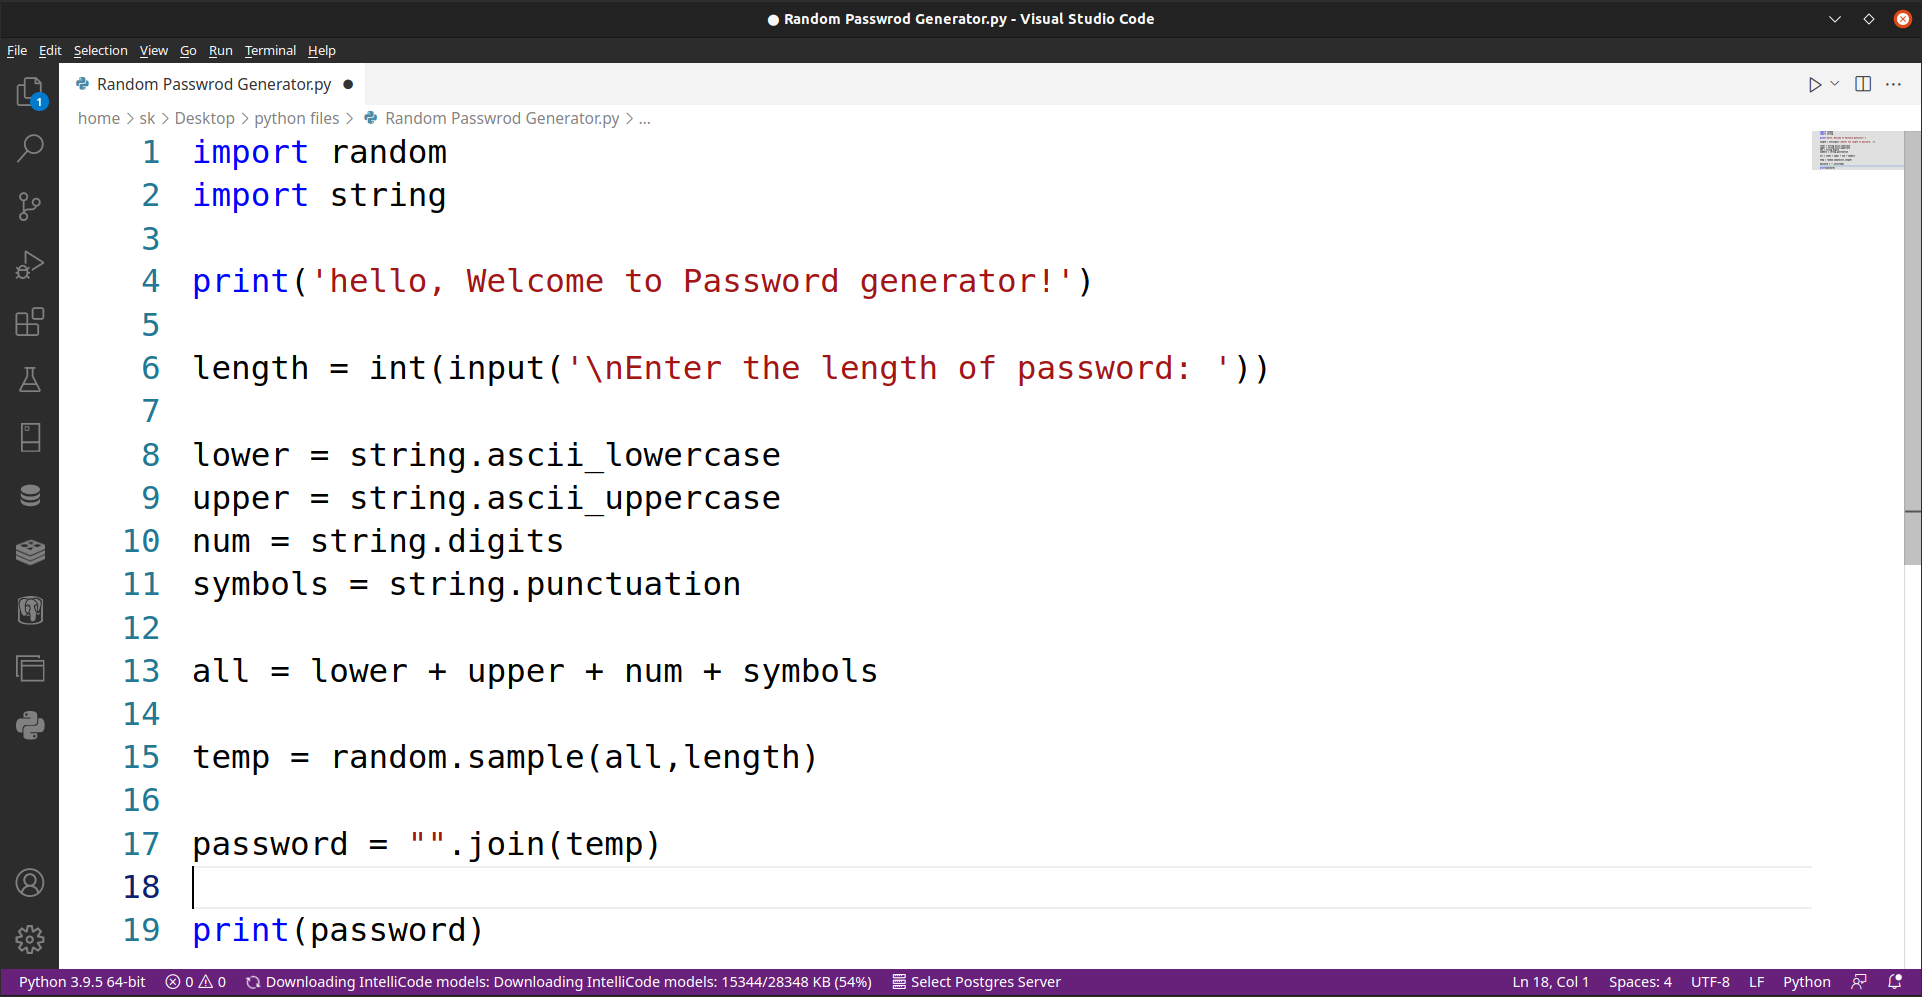 ● Random Passwrod Generator.py - Visual Studio Code
File Edit Selection View Go Run Terminal Help
Random Passwrod Generator.py ●
home > sk > Desktop > python files > Random Passwrod Generator.py > ...
1
1 import random
2 import string
3
4 print('hello, Welcome to Password generator!')
5
6 length = int(input('\nEnter the length of password: '))
7
8 lower = string.ascii_lowercase
9 upper = string.ascii_uppercase
10 num = string.digits
11 symbols = string.punctuation
12
13 all = lower + upper + num + symbols
14
15 temp = random.sample(all,length)
16
17 password = "".join(temp)
18
19 print(password)
Python 3.9.5 64-bit 0 0 Downloading IntelliCode models: Downloading IntelliCode models: 15344/28348 KB (54%) Select Postgres Server Ln 18, Col 1 Spaces: 4 UTF-8 LF Python